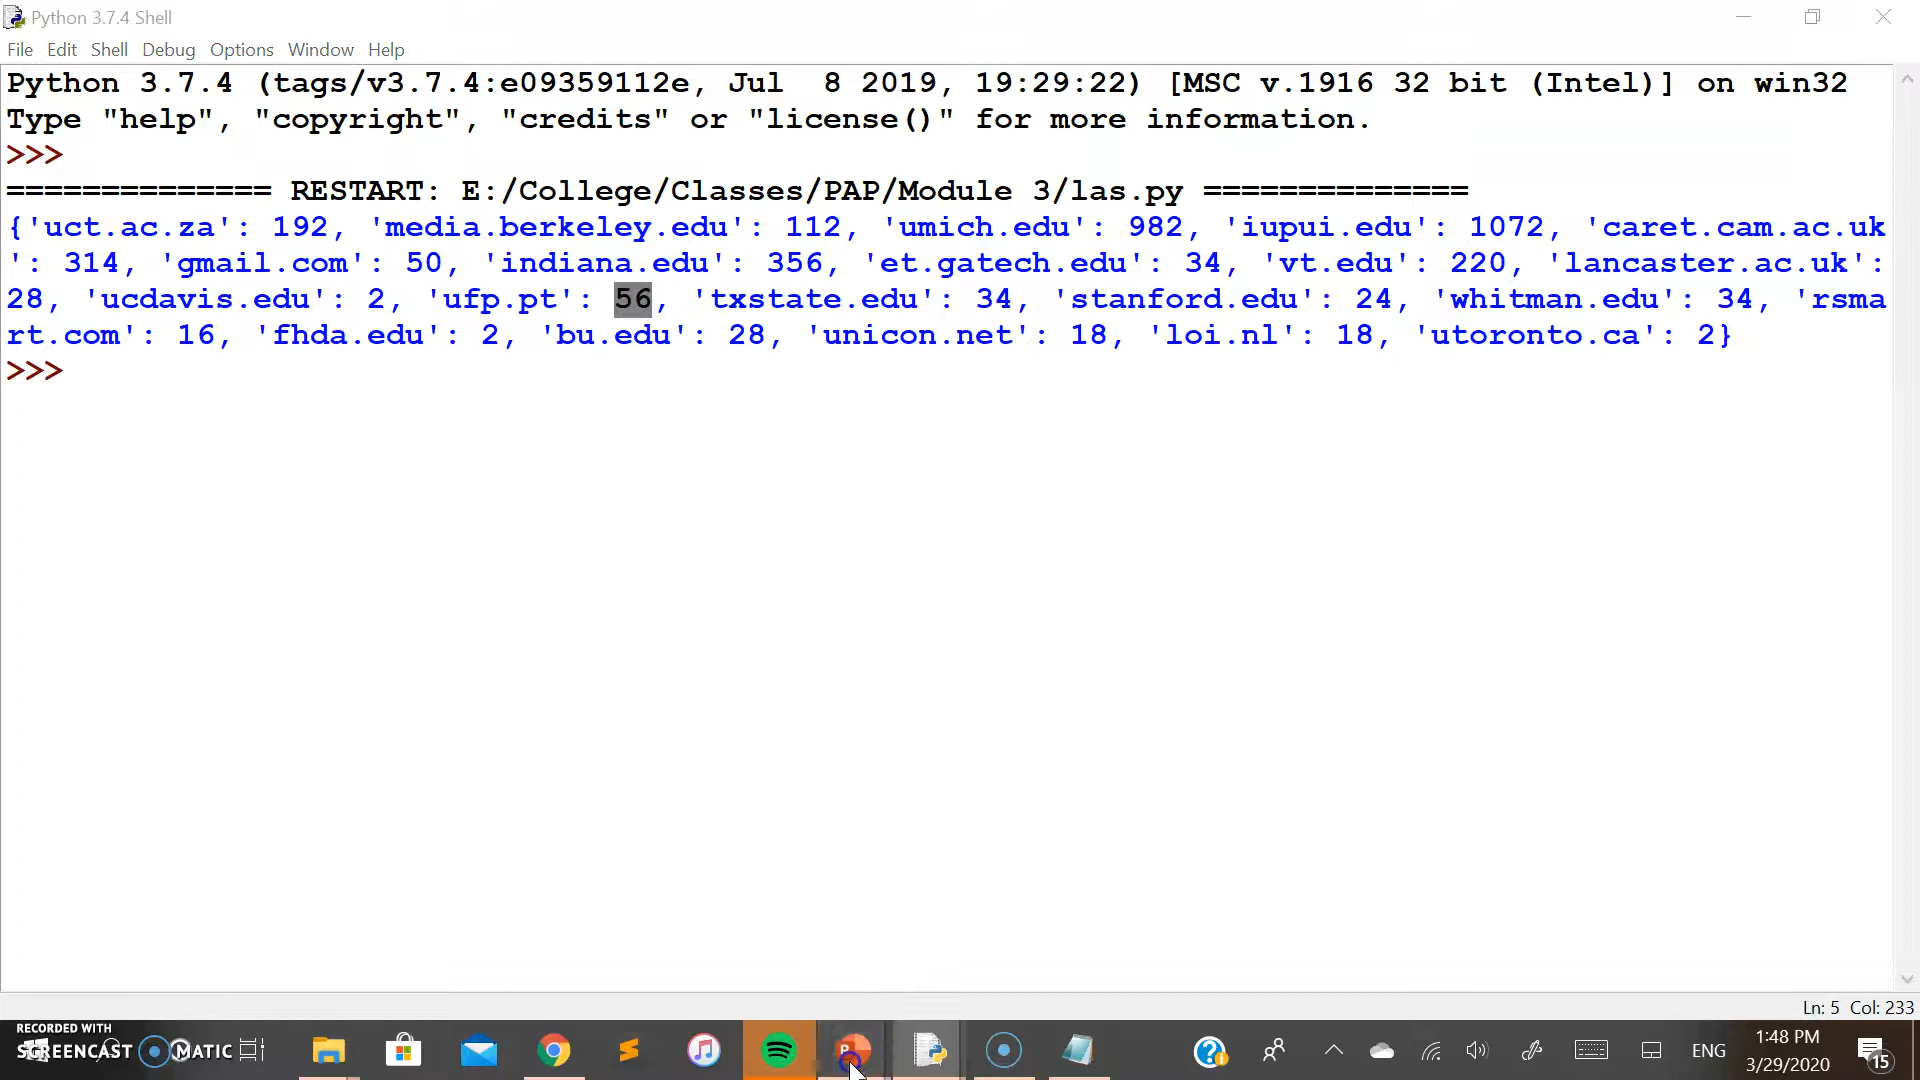 Python 3.7.4 Shell
File Edit Shell Debug Options Window Help
Python 3.7.4 (tags/v3.7.4:e09359112e, Jul  8 2019, 19:29:22) [MSC v.1916 32 bit (Intel)] on win32
Type "help", "copyright", "credits" or "license()" for more information.
>>>
============== RESTART: E:/College/Classes/PAP/Module 3/las.py ==============
{'uct.ac.za': 192, 'media.berkeley.edu': 112, 'umich.edu': 982, 'iupui.edu': 1072, 'caret.cam.ac.uk
': 314, 'gmail.com': 50, 'indiana.edu': 356, 'et.gatech.edu': 34, 'vt.edu': 220, 'lancaster.ac.uk':
28, 'ucdavis.edu': 2, 'ufp.pt': 56, 'txstate.edu': 34, 'stanford.edu': 24, 'whitman.edu': 34, 'rsma
rt.com': 16, 'fhda.edu': 2, 'bu.edu': 28, 'unicon.net': 18, 'loi.nl': 18, 'utoronto.ca': 2}
>>>
Ln: 5 Col: 233
RECORDED WITH
SCREENCAST MATIC
ENG
1:48 PM
3/29/2020
15